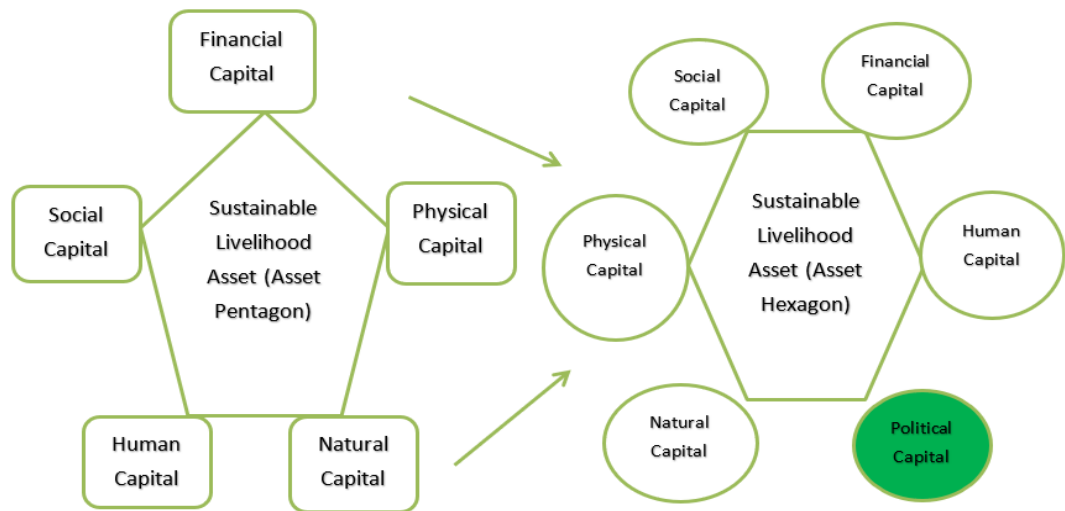 Financial
Capital
Social
Capital
Sustainable
Livelihood
Asset (Asset
Pentagon)
Physical
Capital
Human
Capital
Natural
Capital
Social
Capital
Financial
Capital
Physical
Capital
Sustainable
Livelihood
Asset (Asset
Hexagon)
Human
Capital
Natural
Capital
Political
Capital